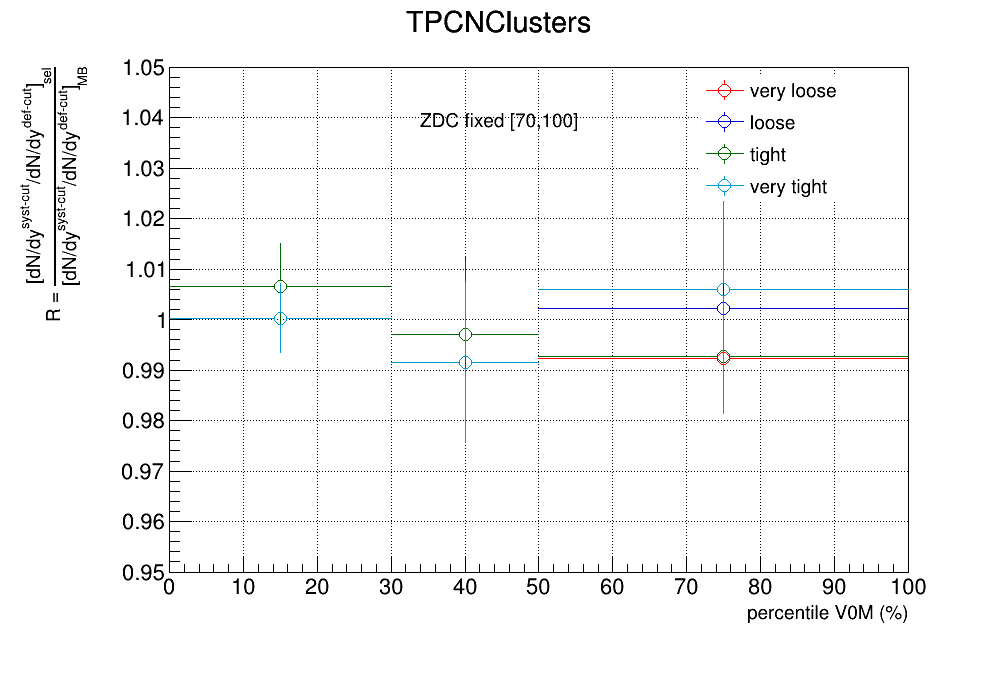 TPCNClusters
R = [dN/dy^syst-cut/dN/dy^def-cut]_sel
[dN/dy^syst-cut/dN/dy^def-cut]_MB
1.05
1.04
1.03
1.02
1.01
1
0.99
0.98
0.97
0.96
0.95
ZDC fixed [70,100]
very loose
loose
tight
very tight
0 10 20 30 40 50 60 70 80 90 100
percentile V0M (%)